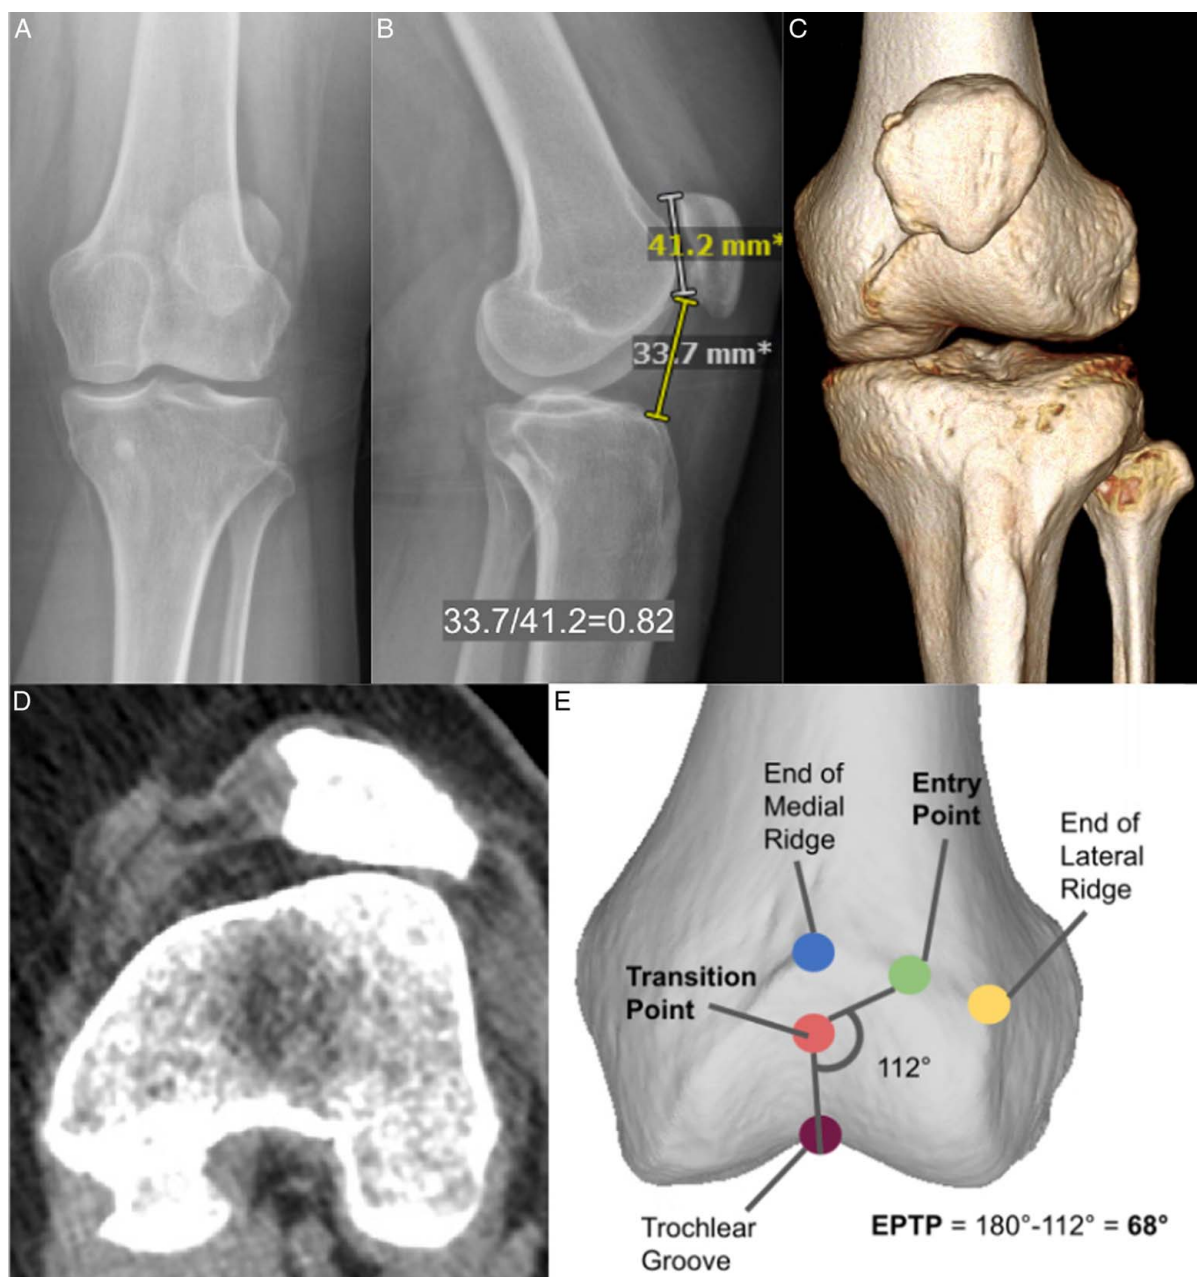 A
B
C
41.2 mm*
33.7 mm*
33.7/41.2=0.82
D
E
End of
Medial
Ridge
Entry
Point
End of
Lateral
Ridge
Transition
Point
112°
Trochlear
Groove
EPTP = 180°-112° = 68°